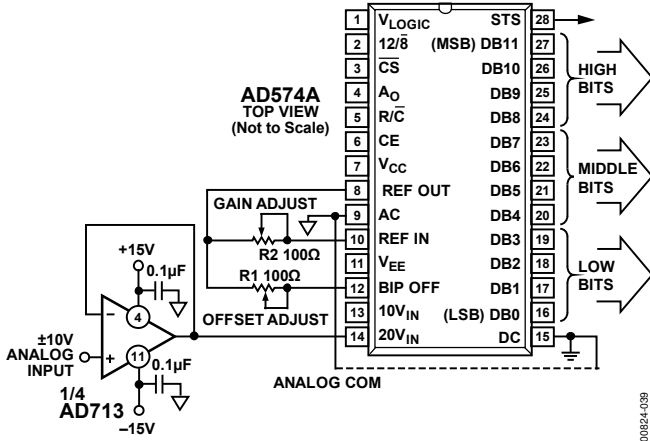 AD574A
TOP VIEW
(Not to Scale)
1 V_LOGIC
2 12/8̅
3 C̅S̅
4 A_O
5 R/C̅
6 CE
7 V_CC
8 REF OUT
9 AC
10 REF IN
11 V_EE
12 BIP OFF
13 10V_IN
14 20V_IN
STS 28
(MSB) DB11 27
DB10 26
DB9 25
DB8 24
DB7 23
DB6 22
DB5 21
DB4 20
DB3 19
DB2 18
DB1 17
(LSB) DB0 16
DC 15
HIGH
BITS
MIDDLE
BITS
LOW
BITS
GAIN ADJUST
R2 100Ω
R1 100Ω
OFFSET ADJUST
+15V
0.1µF
4
–
+
±10V
ANALOG
INPUT
11
0.1µF
1/4
AD713
–15V
ANALOG COM
00824-039